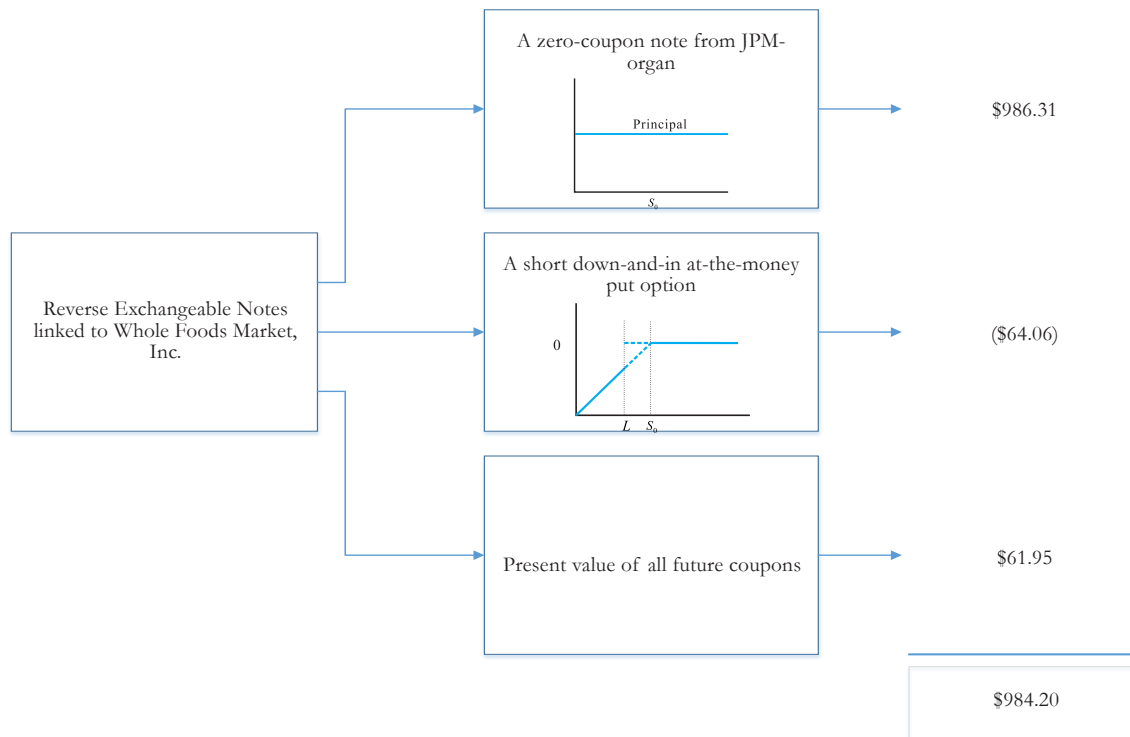 Reverse Exchangeable Notes
linked to Whole Foods Market,
Inc.
A zero-coupon note from JPM-
organ
Principal
S₀
$986.31
A short down-and-in at-the-money
put option
0
L S₀
($64.06)
Present value of all future coupons
$61.95
$984.20